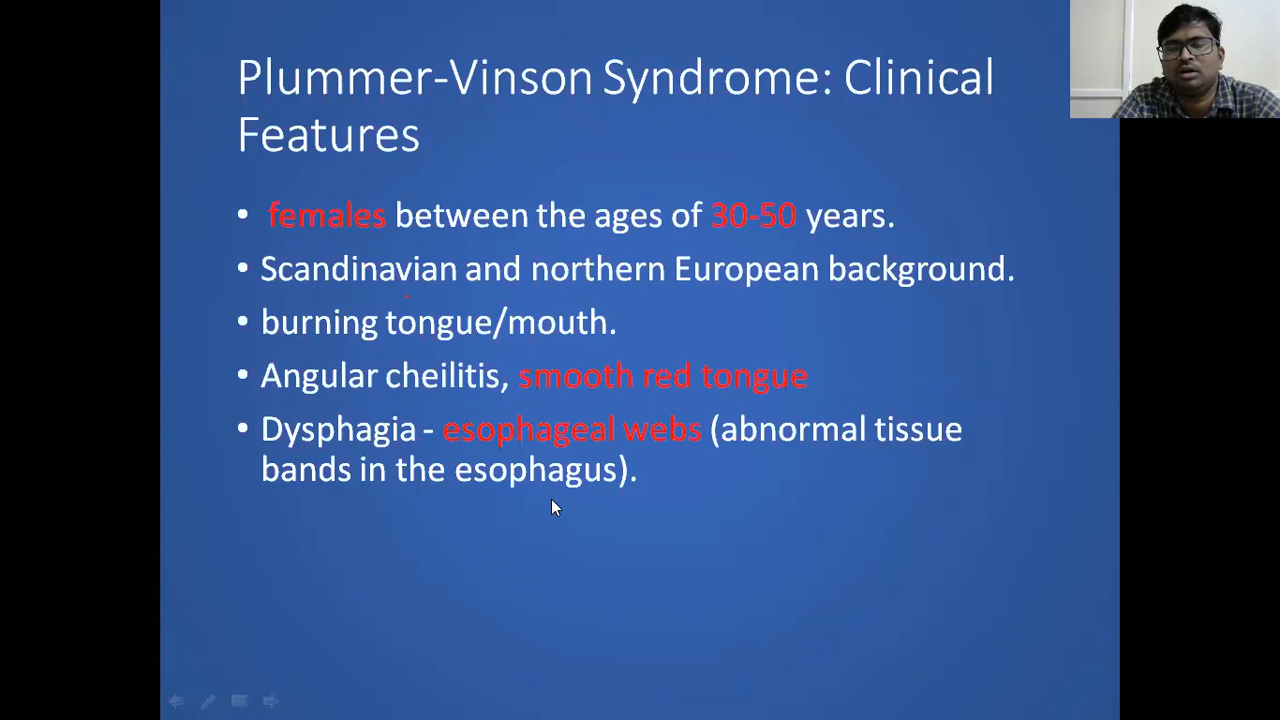 Plummer-Vinson Syndrome: Clinical
Features
• females between the ages of 30-50 years.
• Scandinavian and northern European background.
• burning tongue/mouth.
• Angular cheilitis, smooth red tongue
• Dysphagia - esophageal webs (abnormal tissue
bands in the esophagus).